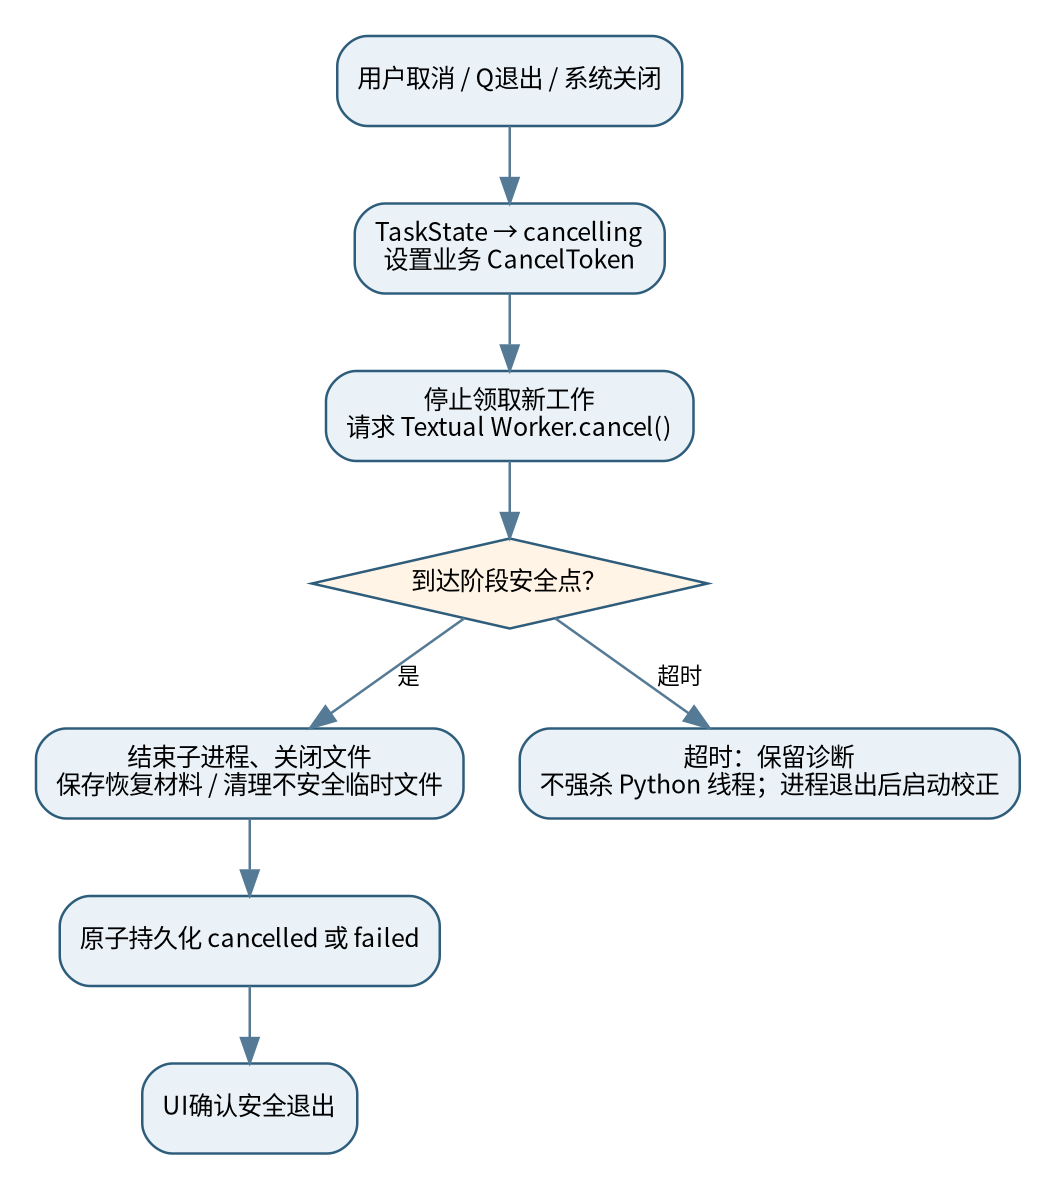 用户取消 / Q退出 / 系统关闭
TaskState → cancelling
设置业务 CancelToken
停止领取新工作
请求 Textual Worker.cancel()
到达阶段安全点？
是
超时
结束子进程、关闭文件
保存恢复材料 / 清理不安全临时文件
超时：保留诊断
不强杀 Python 线程；进程退出后启动校正
原子持久化 cancelled 或 failed
UI确认安全退出